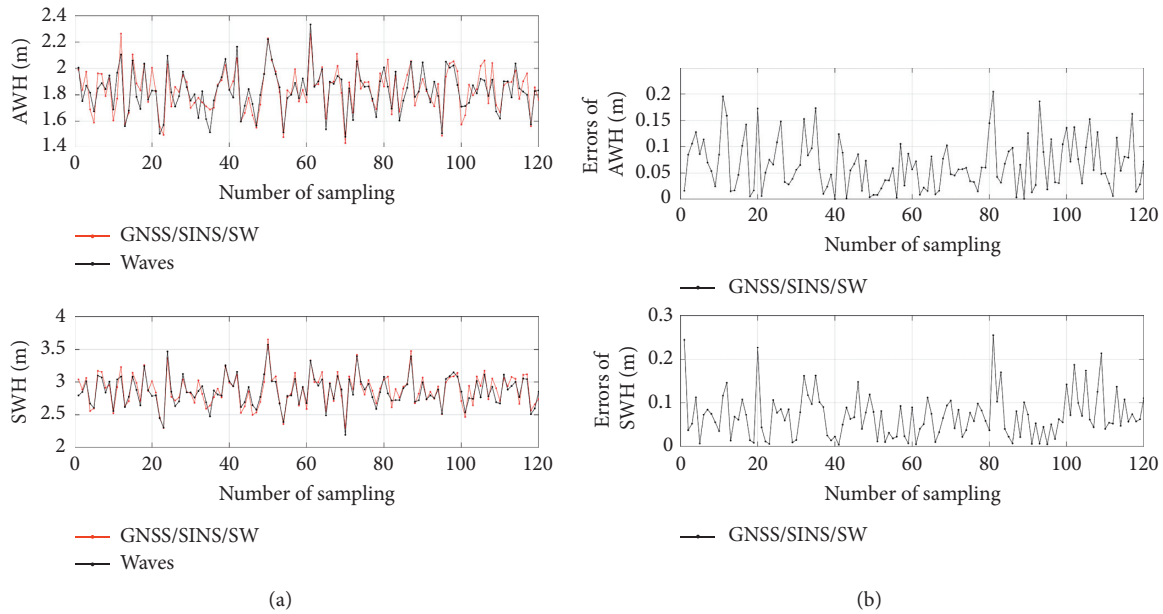 2.4
2.2
2
1.8
1.6
1.4
AWH (m)
0 20 40 60 80 100 120
Number of sampling
GNSS/SINS/SW
Waves
4
3.5
3
2.5
2
SWH (m)
0 20 40 60 80 100 120
Number of sampling
GNSS/SINS/SW
Waves
(a)
0.2
0.15
0.1
0.05
0
Errors of
AWH (m)
0 20 40 60 80 100 120
Number of sampling
GNSS/SINS/SW
0.3
0.2
0.1
0
Errors of
SWH (m)
0 20 40 60 80 100 120
Number of sampling
GNSS/SINS/SW
(b)